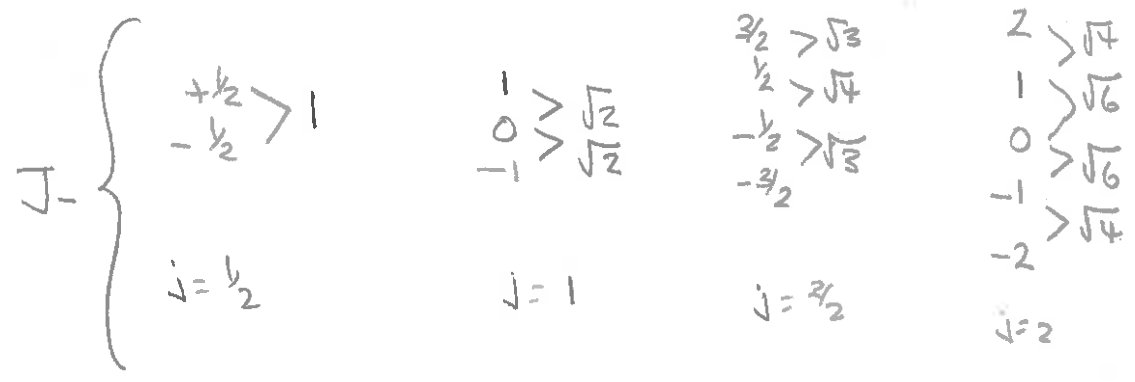 J₋ {
+1/2 > 1
- 1/2
j = 1/2
1 > √2
0 > √2
-1
j = 1
3/2 > √3
1/2 > √4
-1/2 > √3
-3/2
j = 3/2
2 > √4
1 > √6
0 > √6
-1 > √4
-2
j = 2